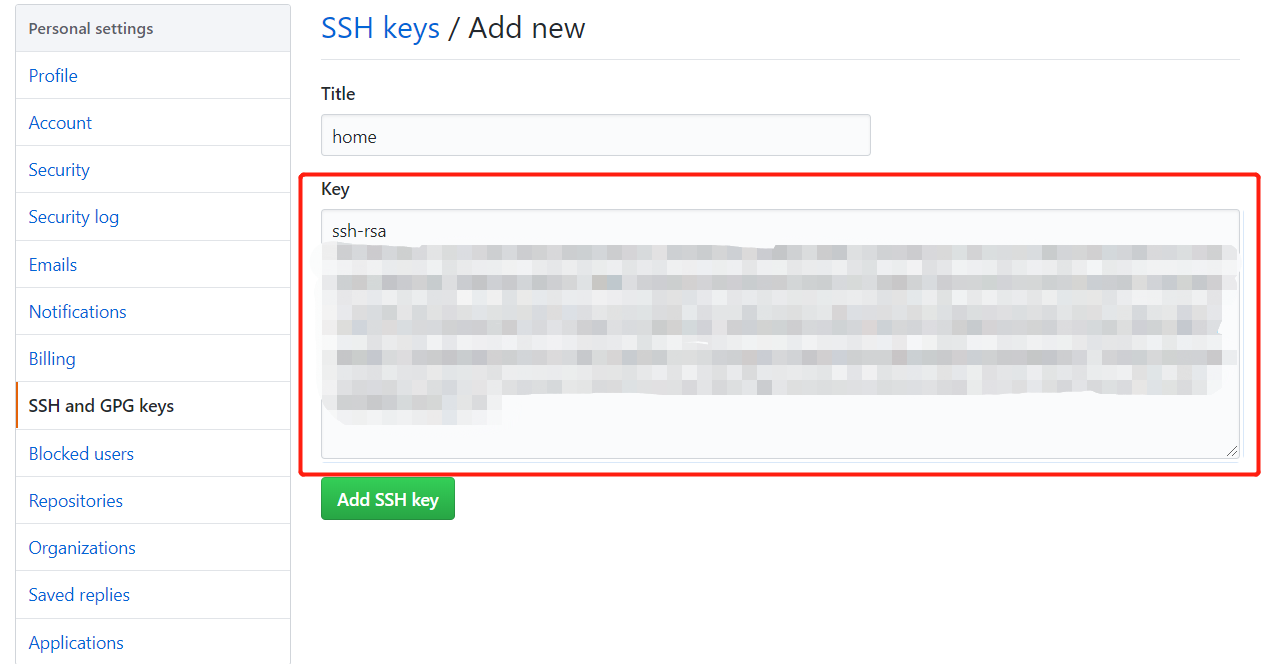 Personal settings
Profile
Account
Security
Security log
Emails
Notifications
Billing
SSH and GPG keys
Blocked users
Repositories
Organizations
Saved replies
Applications
SSH keys / Add new
Title
home
Key
ssh-rsa
Add SSH key